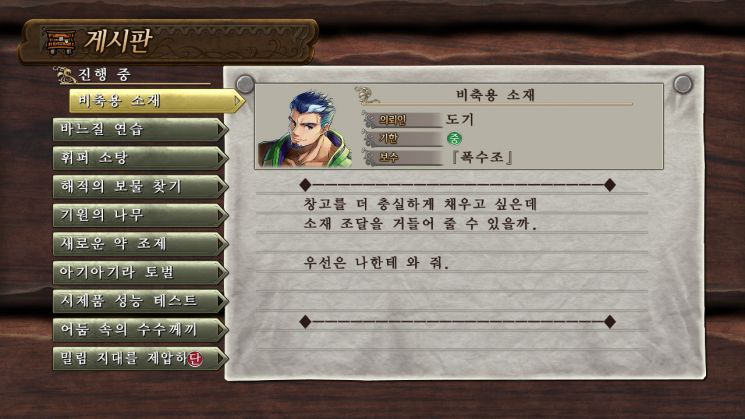 게시판
진행 중
비축용 소재
바느질 연습
휘퍼 소탕
해적의 보물 찾기
기원의 나무
새로운 약 조제
아기아기라 토벌
시제품 성능 테스트
어둠 속의 수수께끼
밀림 지대를 제압하 단
비축용 소재
의뢰인 도기
기한 중
보수 『폭수조』
창고를 더 충실하게 채우고 싶은데
소재 조달을 거들어 줄 수 있을까.
우선은 나한테 와 줘.